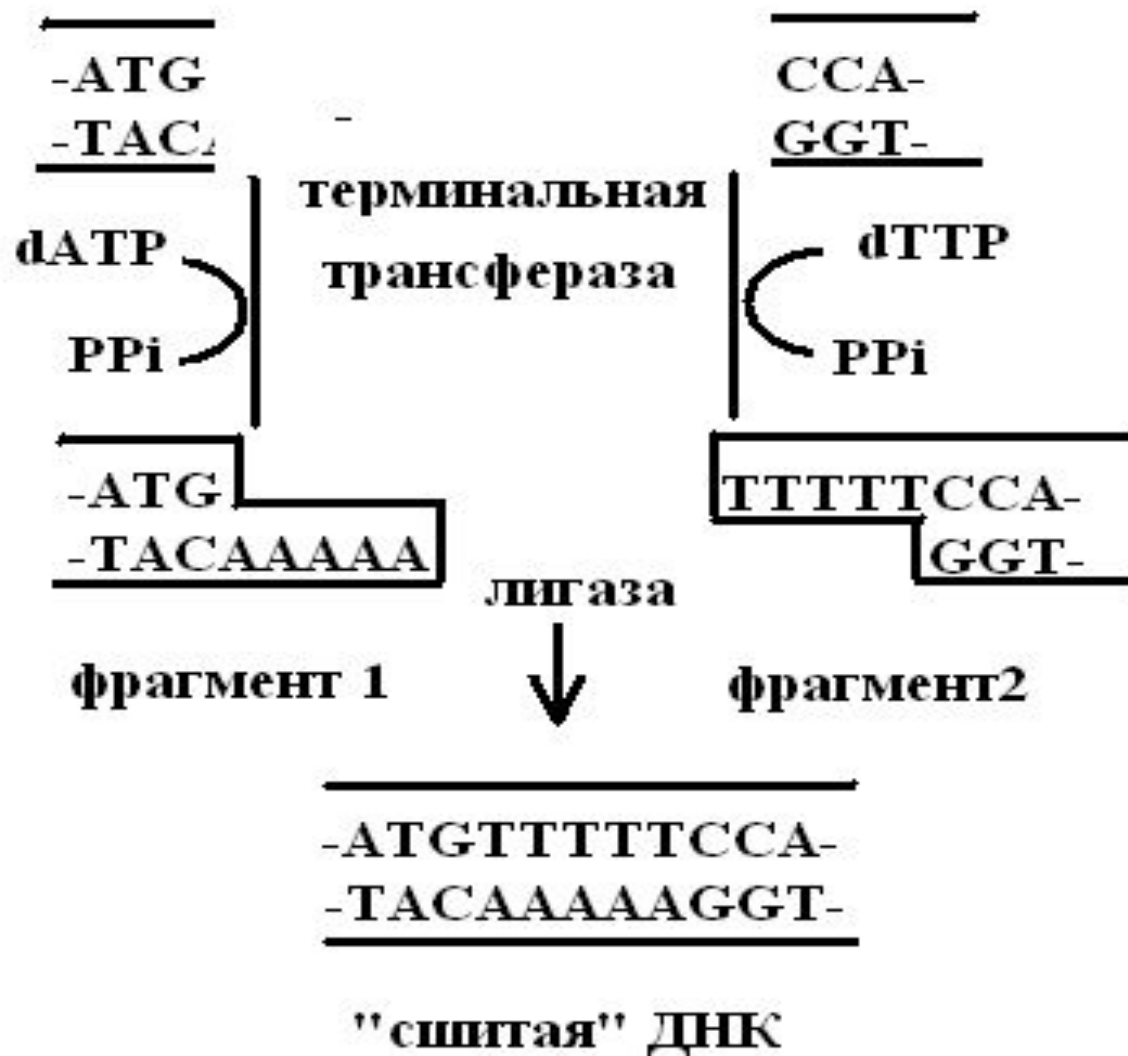 -ATG CCA-
-TACA - GGT-
терминальная
dATP трансфераза dTTP
PPi PPi
-ATG TTTTTCCA-
-TACAAAAA GGT-
лигаза
фрагмент 1 фрагмент2
-ATGTTTTTCCA-
-TACAAAAAGGT-
"сшитая" ДНК